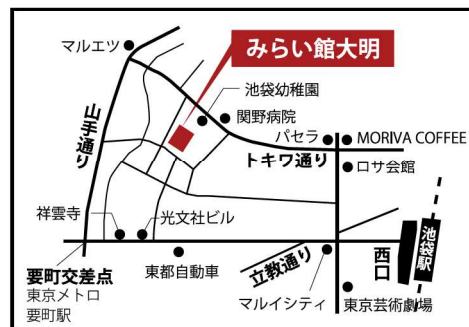 みらい館大明
マルエツ
池袋幼稚園
関野病院
パセラ
MORIVA COFFEE
トキワ通り
ロサ会館
山手通り
祥雲寺
光文社ビル
池袋駅
西口
立教通り
要町交差点
東京メトロ
要町駅
東都自動車
マルイシティ
東京芸術劇場